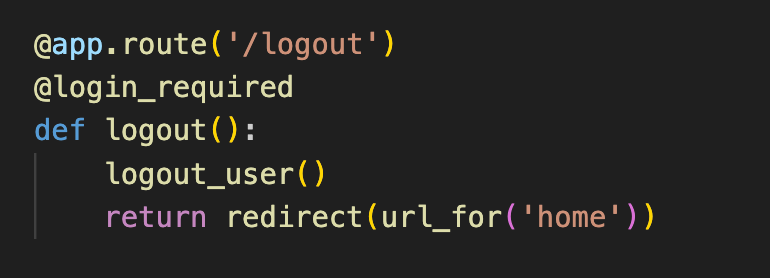 @app.route('/logout')
@login_required
def logout():
    logout_user()
    return redirect(url_for('home'))